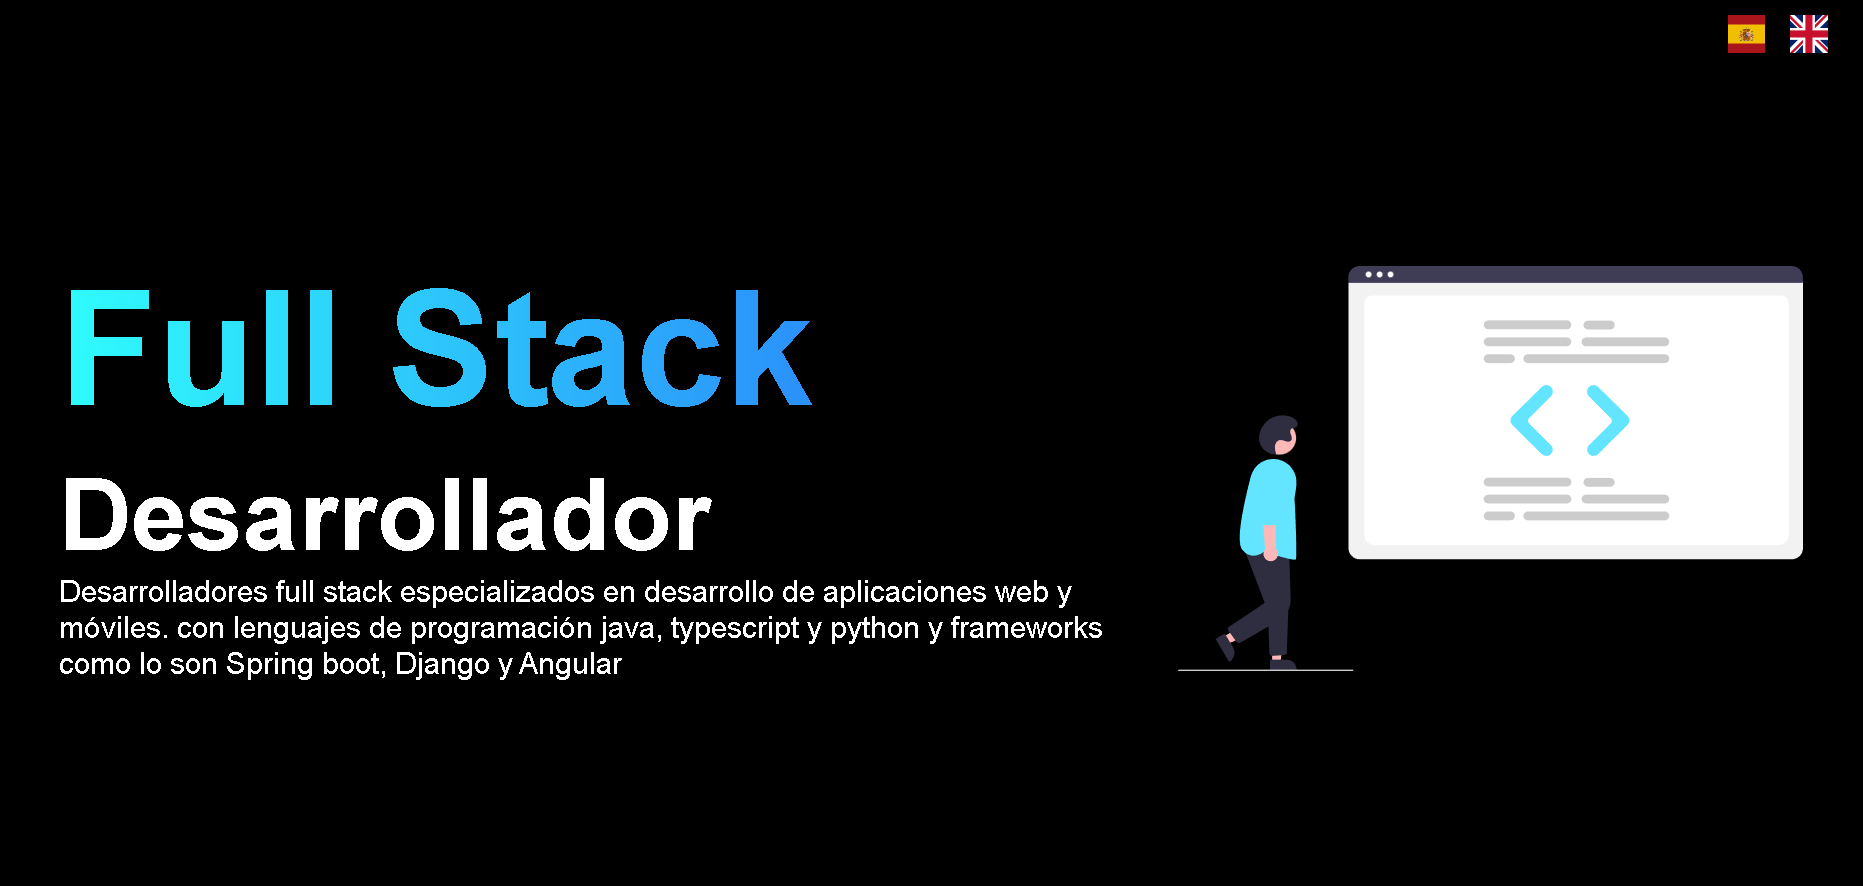 Full Stack
Desarrollador
Desarrolladores full stack especializados en desarrollo de aplicaciones web y
móviles. con lenguajes de programación java, typescript y python y frameworks
como lo son Spring boot, Django y Angular